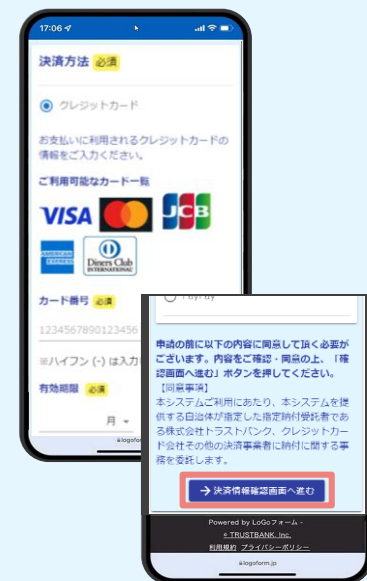 17:06
決済方法 必須
クレジットカード
お支払いに利用されるクレジットカードの
情報をご入力ください。
ご利用可能なカード一覧
VISA
JCB
AMERICAN
EXPRESS
Diners Club
INTERNATIONAL
カード番号 必須
1234567890123456
※ハイフン (-) は入力
有効期限 必須
月
PayPay
申請の前に以下の内容に同意して頂く必要が
ございます。内容をご確認・同意の上、「確
認画面へ進む」ボタンを押してください。
【同意事項】
本システムご利用にあたり、本システムを提
供する自治体が指定した指定納付受託者であ
る株式会社トラストバンク、クレジットカー
ド会社その他の決済事業者に納付に関する事
務を委託します。
→ 決済情報確認画面へ進む
Powered by LoGoフォーム -
© TRUSTBANK, Inc.
利用規約 プライバシーポリシー
logoform.jp